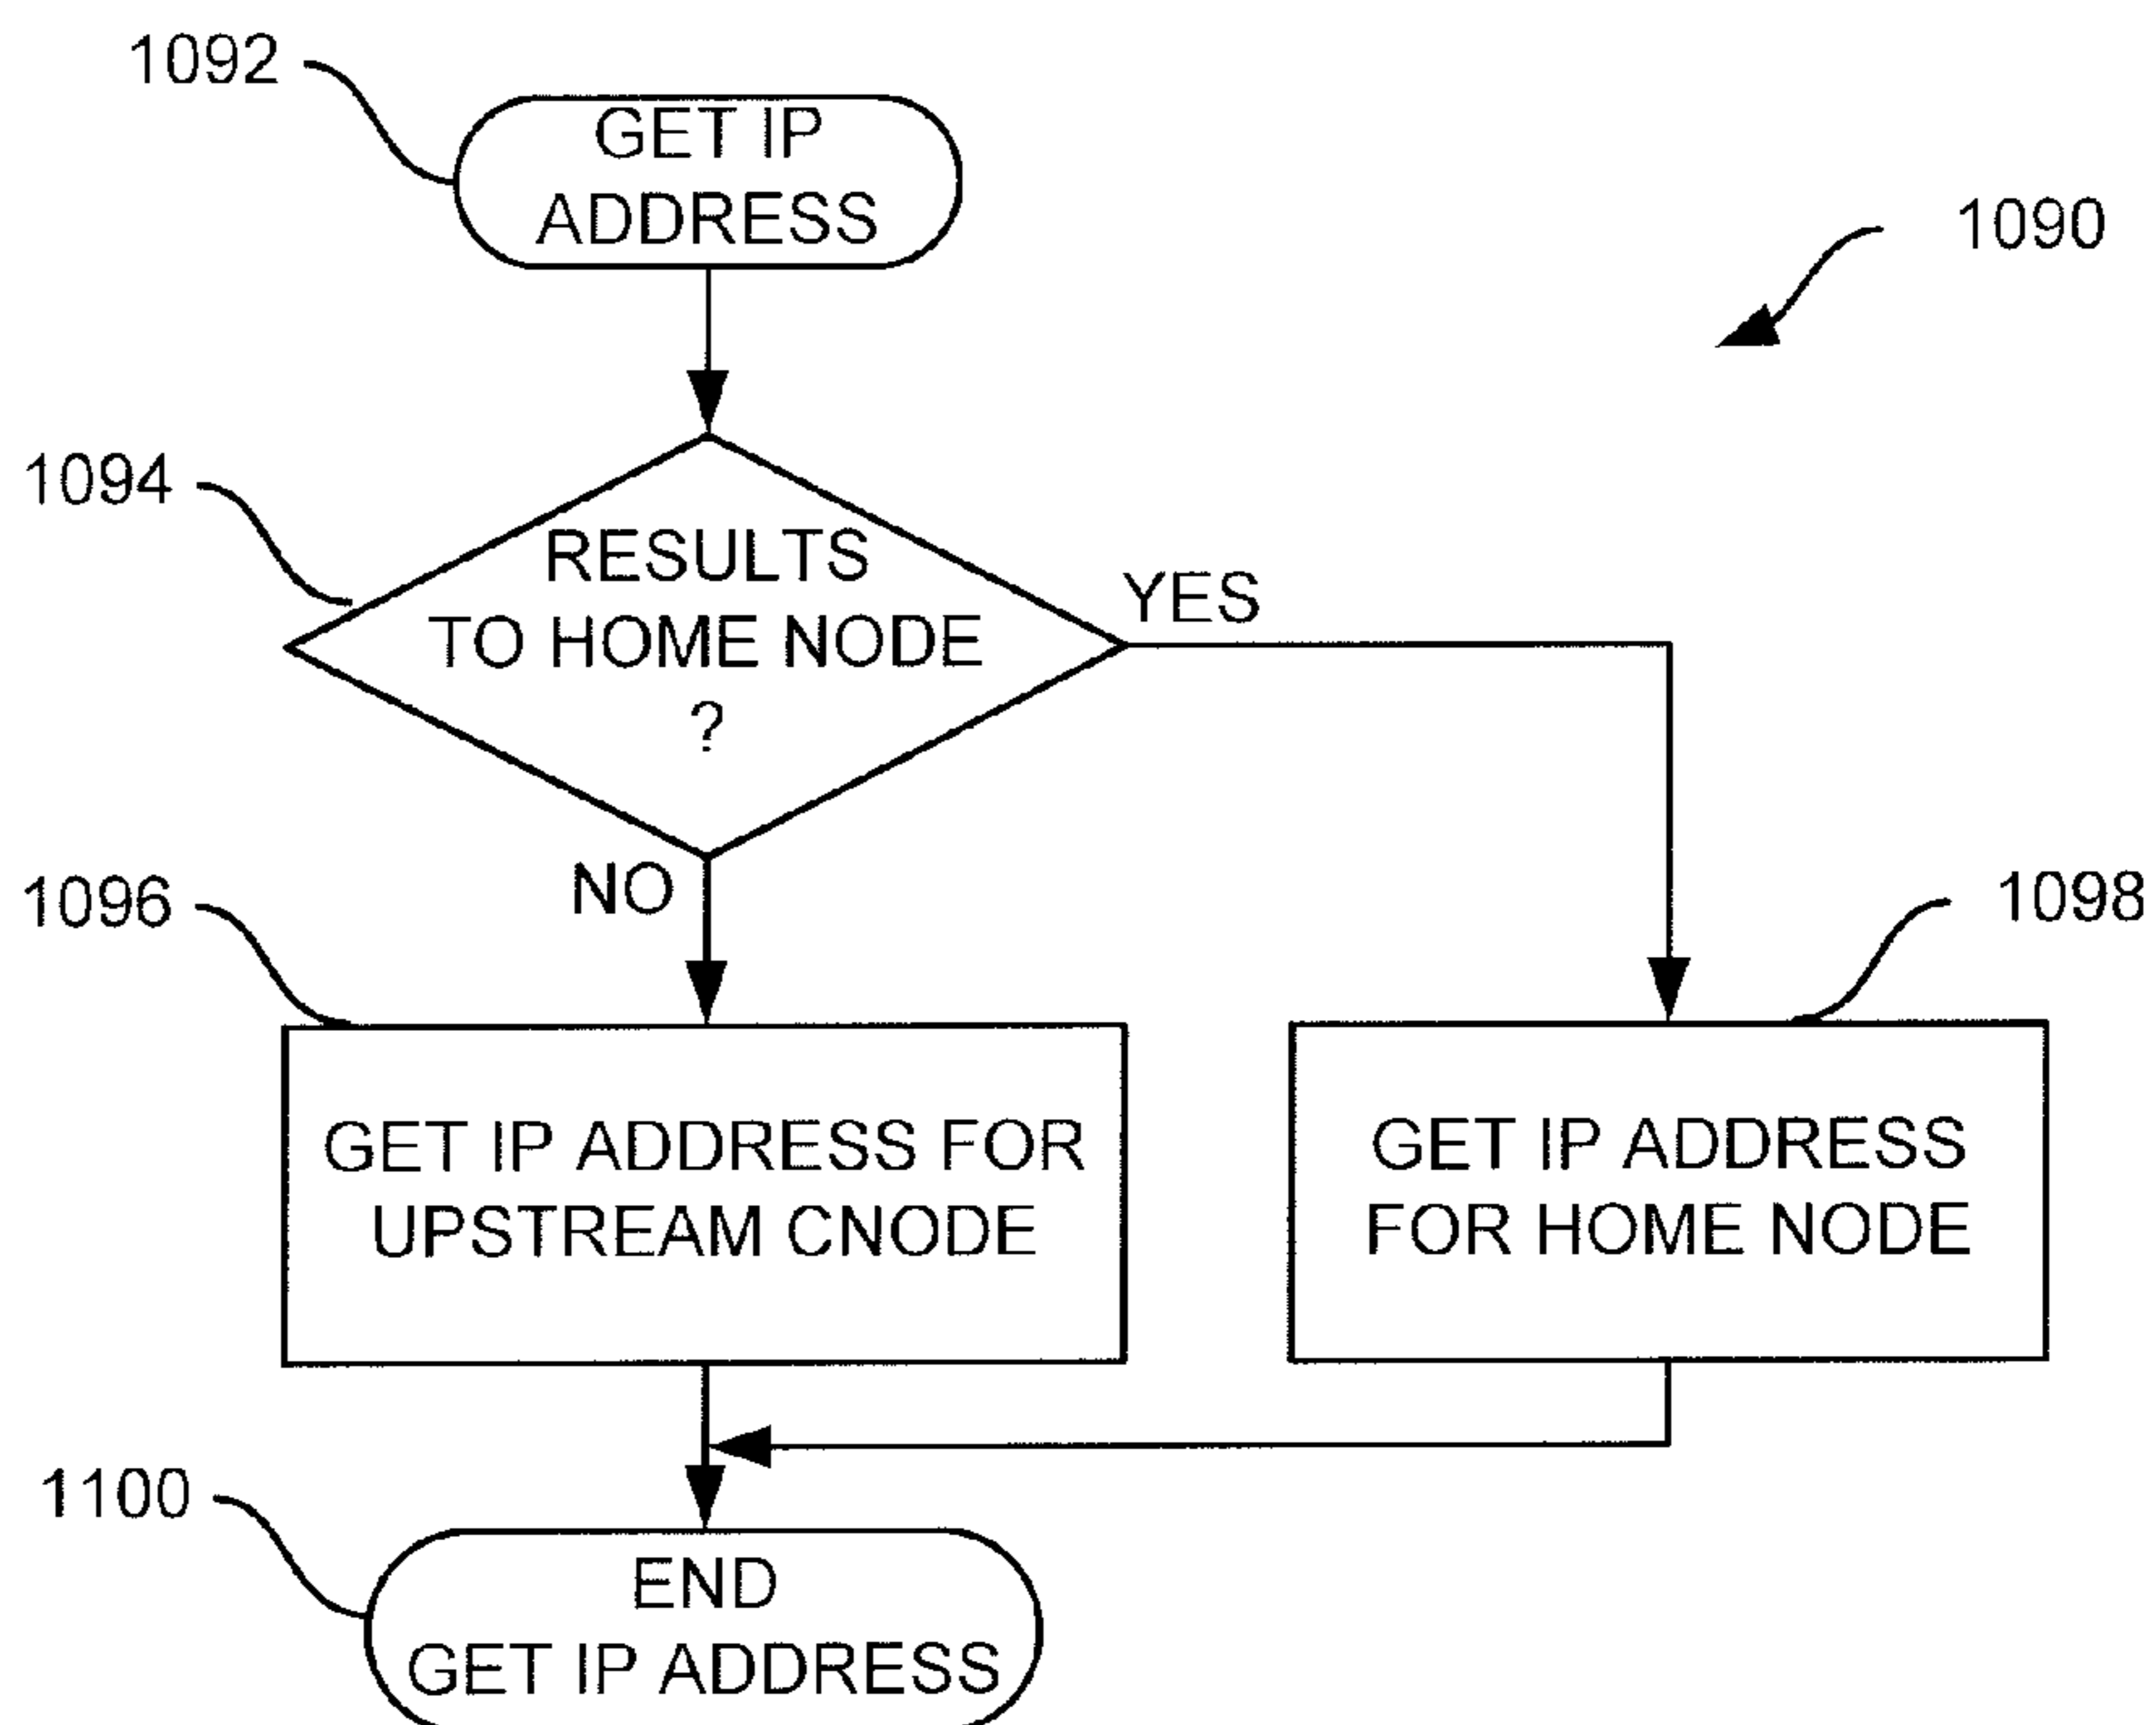 1092
GET IP
ADDRESS
1090
1094
RESULTS
TO HOME NODE
?
YES
NO
1096
1098
GET IP ADDRESS FOR
UPSTREAM CNODE
GET IP ADDRESS
FOR HOME NODE
1100
END
GET IP ADDRESS